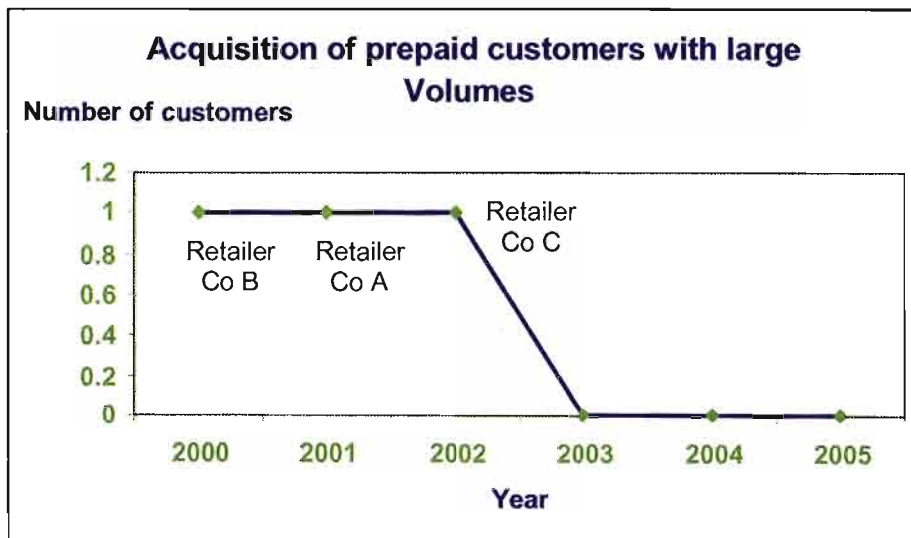 Acquisition of prepaid customers with large
Volumes
Number of customers
1.2
1
0.8
0.6
0.4
0.2
0
Retailer
Co B
Retailer
Co A
Retailer
Co C
2000 2001 2002 2003 2004 2005
Year